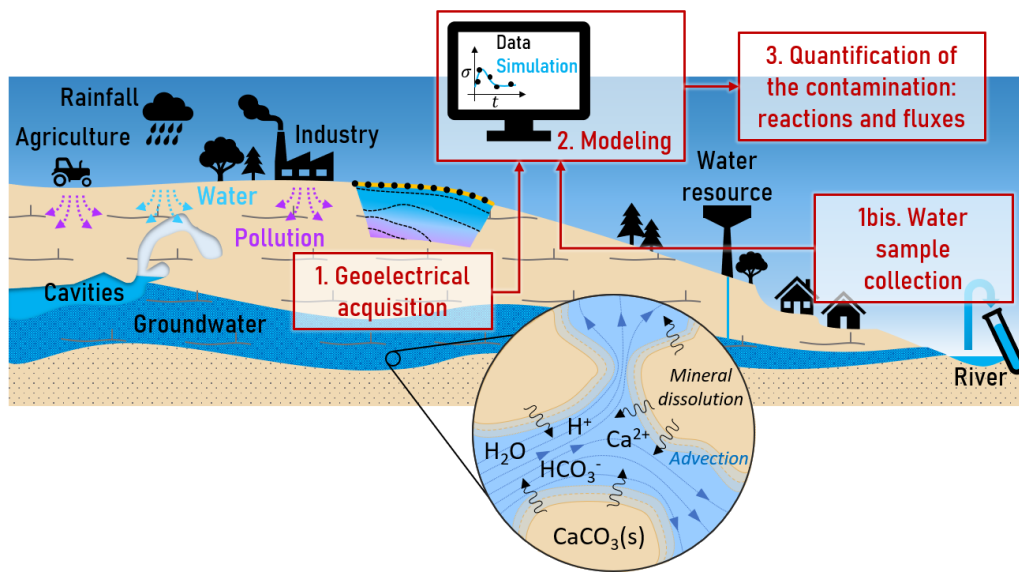 Data
Simulation
σ
t
2. Modeling
3. Quantification of
the contamination:
reactions and fluxes
Rainfall
Agriculture
Industry
Water
Pollution
Water
resource
1bis. Water
sample
collection
1. Geoelectrical
acquisition
Cavities
Groundwater
River
Mineral
dissolution
H⁺
Ca²⁺
H₂O
HCO₃⁻
Advection
CaCO₃(s)